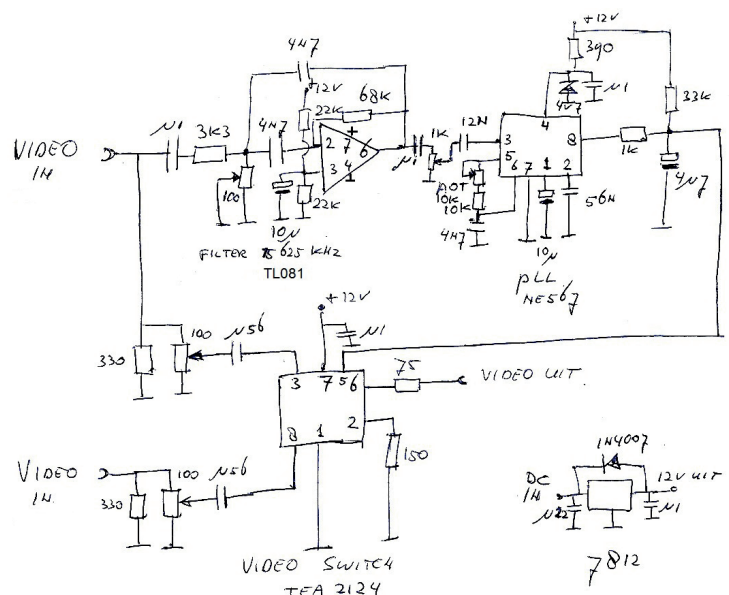 4N7
+12V
22K
68K
+12V
390
N1
4V7
33K
VIDEO
IN
N1
3K3
4N7
2
7
+
6
3
4
1K
12N
3
4
8
5
6
7
1
2
1K
4N7
100
22K
10N
POT
10K
10K
4N7
56N
10N
FILTER 15625 KHZ
TL081
PLL
NE567
+12V
N1
100
N56
330
3
7
5
6
75
VIDEO UIT.
8
1
2
150
VIDEO
IN
100
N56
330
VIDEO SWITCH
TEA 2124
1N4007
DC
IN
12V UIT
N22
N1
7812